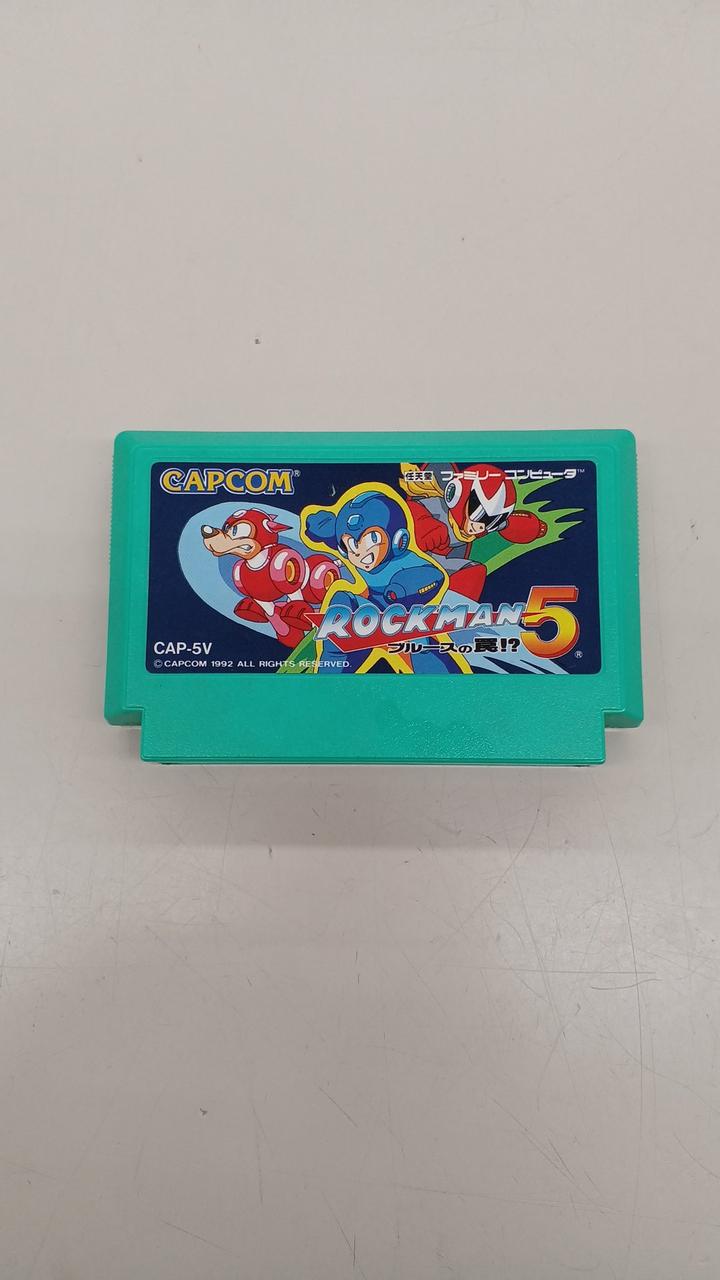 CAPCOM®
任天堂 ファミリーコンピュータ™
ROCKMAN 5
ブルースの罠!?
®
CAP-5V
© CAPCOM 1992 ALL RIGHTS RESERVED.